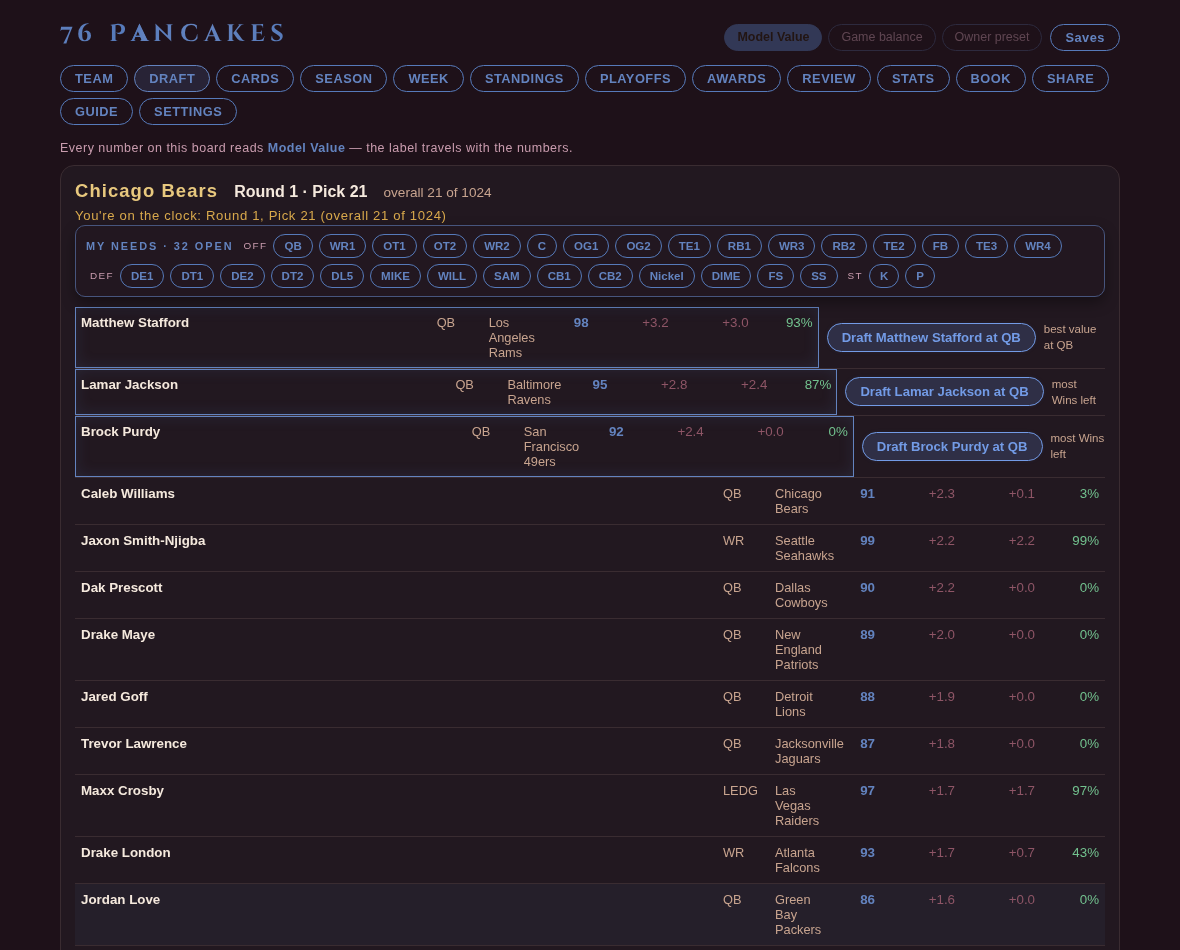 76 PANCAKES
Model Value Game balance Owner preset Saves
TEAM DRAFT CARDS SEASON WEEK STANDINGS PLAYOFFS AWARDS REVIEW STATS BOOK SHARE
GUIDE SETTINGS
Every number on this board reads Model Value — the label travels with the numbers.
Chicago Bears Round 1 · Pick 21 overall 21 of 1024
You're on the clock: Round 1, Pick 21 (overall 21 of 1024)
MY NEEDS · 32 OPEN OFF QB WR1 OT1 OT2 WR2 C OG1 OG2 TE1 RB1 WR3 RB2 TE2 FB TE3 WR4
DEF DE1 DT1 DE2 DT2 DL5 MIKE WILL SAM CB1 CB2 Nickel DIME FS SS ST K P
Matthew Stafford QB Los Angeles Rams 98 +3.2 +3.0 93% Draft Matthew Stafford at QB best value at QB
Lamar Jackson QB Baltimore Ravens 95 +2.8 +2.4 87% Draft Lamar Jackson at QB most Wins left
Brock Purdy QB San Francisco 49ers 92 +2.4 +0.0 0% Draft Brock Purdy at QB most Wins left
Caleb Williams QB Chicago Bears 91 +2.3 +0.1 3%
Jaxon Smith-Njigba WR Seattle Seahawks 99 +2.2 +2.2 99%
Dak Prescott QB Dallas Cowboys 90 +2.2 +0.0 0%
Drake Maye QB New England Patriots 89 +2.0 +0.0 0%
Jared Goff QB Detroit Lions 88 +1.9 +0.0 0%
Trevor Lawrence QB Jacksonville Jaguars 87 +1.8 +0.0 0%
Maxx Crosby LEDG Las Vegas Raiders 97 +1.7 +1.7 97%
Drake London WR Atlanta Falcons 93 +1.7 +0.7 43%
Jordan Love QB Green Bay Packers 86 +1.6 +0.0 0%